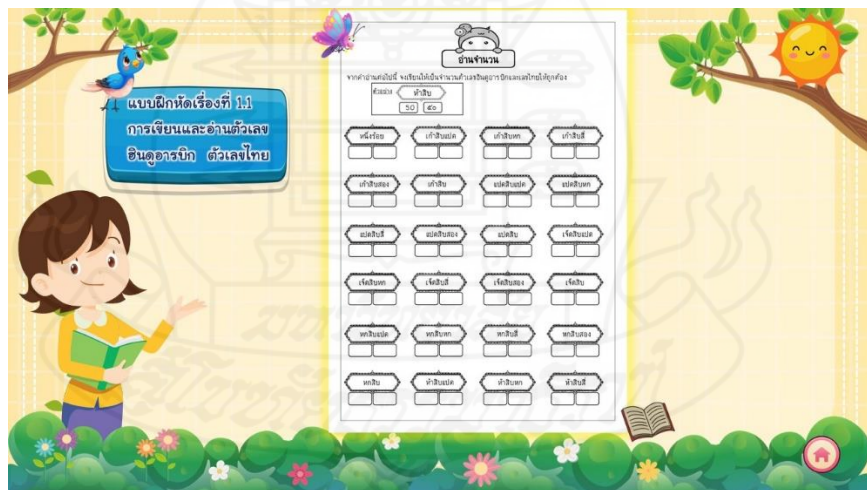 แบบฝึกหัดเรื่องที่ 1.1
การเขียนและอ่านตัวเลข
ฮินดูอารบิก ตัวเลขไทย
อ่านจำนวน
จากคำอ่านต่อไปนี้ จงเขียนให้เป็นจำนวนตัวเลขฮินดูอารบิกและเลขไทยให้ถูกต้อง
ตัวอย่าง ห้าสิบ
50 ๕๐
หนึ่งร้อย เก้าสิบแปด เก้าสิบหก เก้าสิบสี่
เก้าสิบสอง เก้าสิบ แปดสิบแปด แปดสิบหก
แปดสิบสี่ แปดสิบสอง แปดสิบ เจ็ดสิบแปด
เจ็ดสิบหก เจ็ดสิบสี่ เจ็ดสิบสอง เจ็ดสิบ
หกสิบแปด หกสิบหก หกสิบสี่ หกสิบสอง
หกสิบ ห้าสิบแปด ห้าสิบหก ห้าสิบสี่